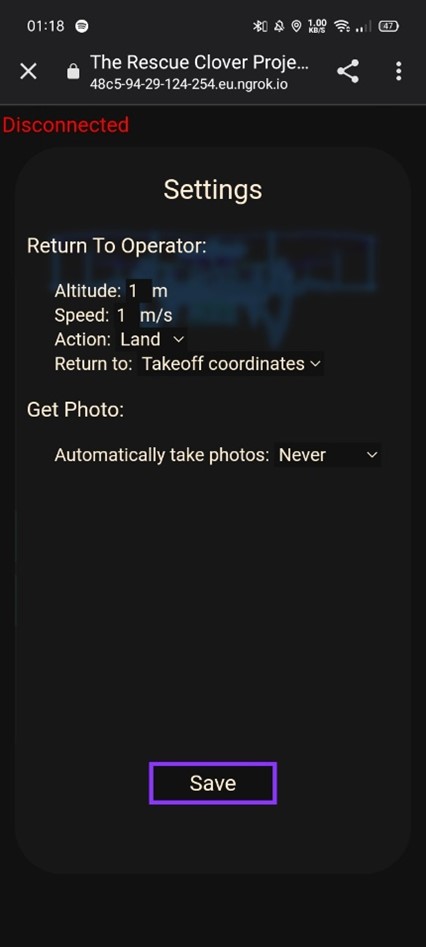 01:18 1.00 KB/S 47
The Rescue Clover Proje...
48c5-94-29-124-254.eu.ngrok.io
Disconnected
Settings
Return To Operator:
Altitude: 1 m
Speed: 1 m/s
Action: Land
Return to: Takeoff coordinates
Get Photo:
Automatically take photos: Never
Save